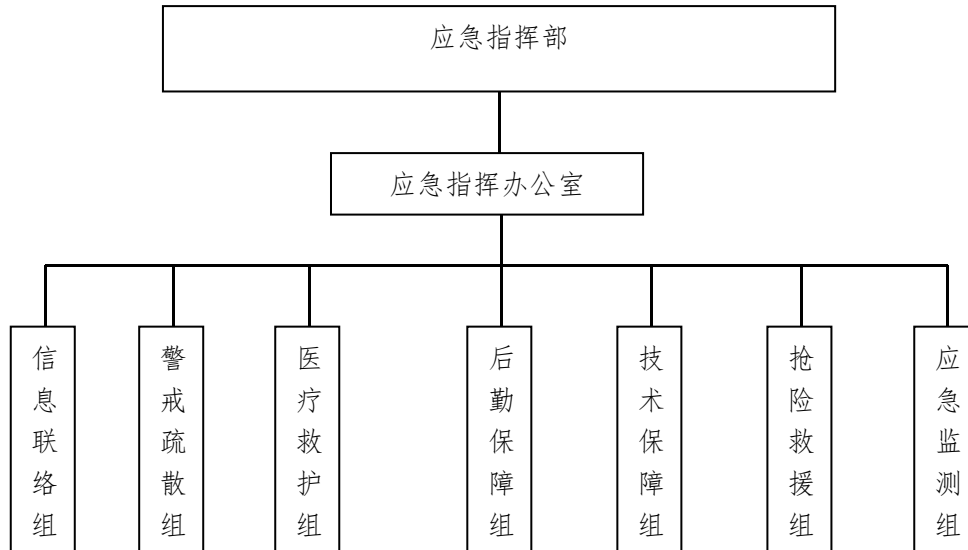 应急指挥部
应急指挥办公室
信息联络组
警戒疏散组
医疗救护组
后勤保障组
技术保障组
抢险救援组
应急监测组